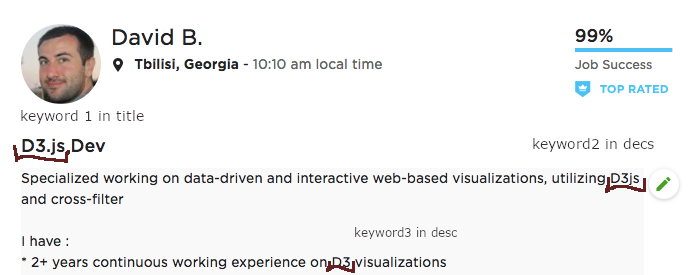 David B.
99%
Tbilisi, Georgia - 10:10 am local time
Job Success
TOP RATED
keyword 1 in title
D3.js Dev
keyword2 in decs
Specialized working on data-driven and interactive web-based visualizations, utilizing D3js
and cross-filter
keyword3 in desc
I have :
* 2+ years continuous working experience on D3 visualizations